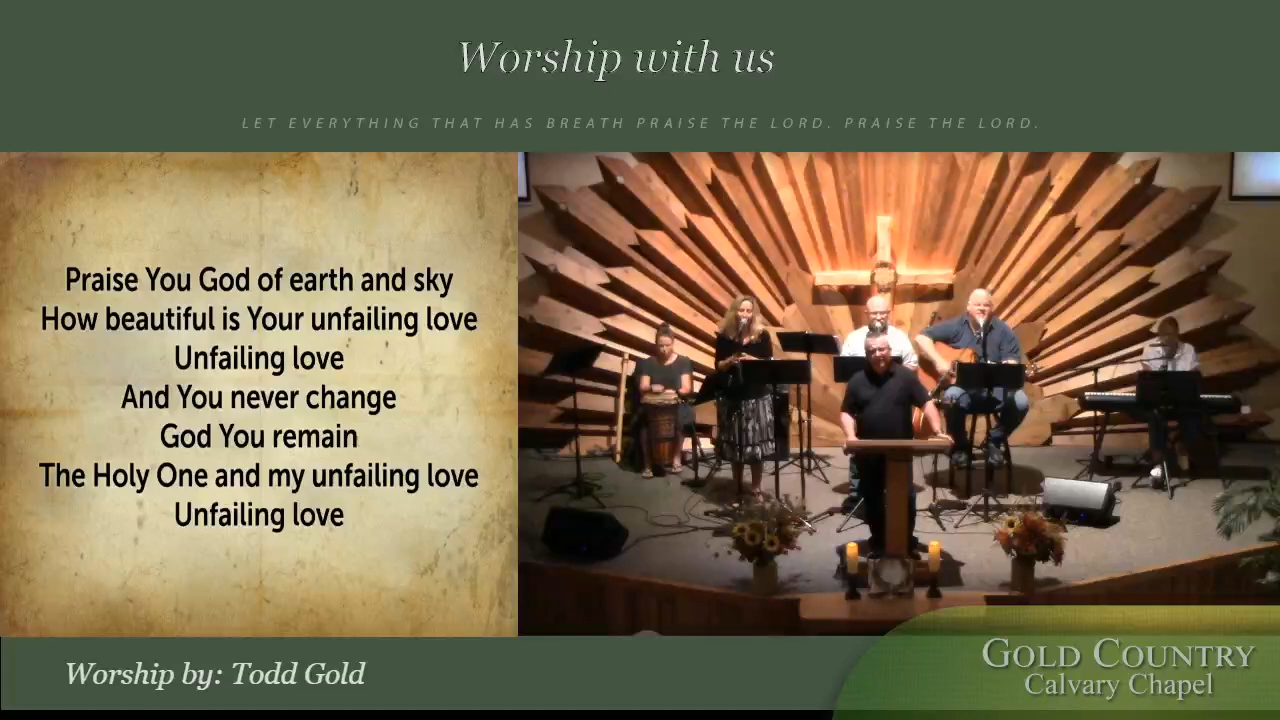 Worship with us
LET EVERYTHING THAT HAS BREATH PRAISE THE LORD. PRAISE THE LORD.
Praise You God of earth and sky
How beautiful is Your unfailing love
Unfailing love
And You never change
God You remain
The Holy One and my unfailing love
Unfailing love
Worship by: Todd Gold
GOLD COUNTRY
Calvary Chapel